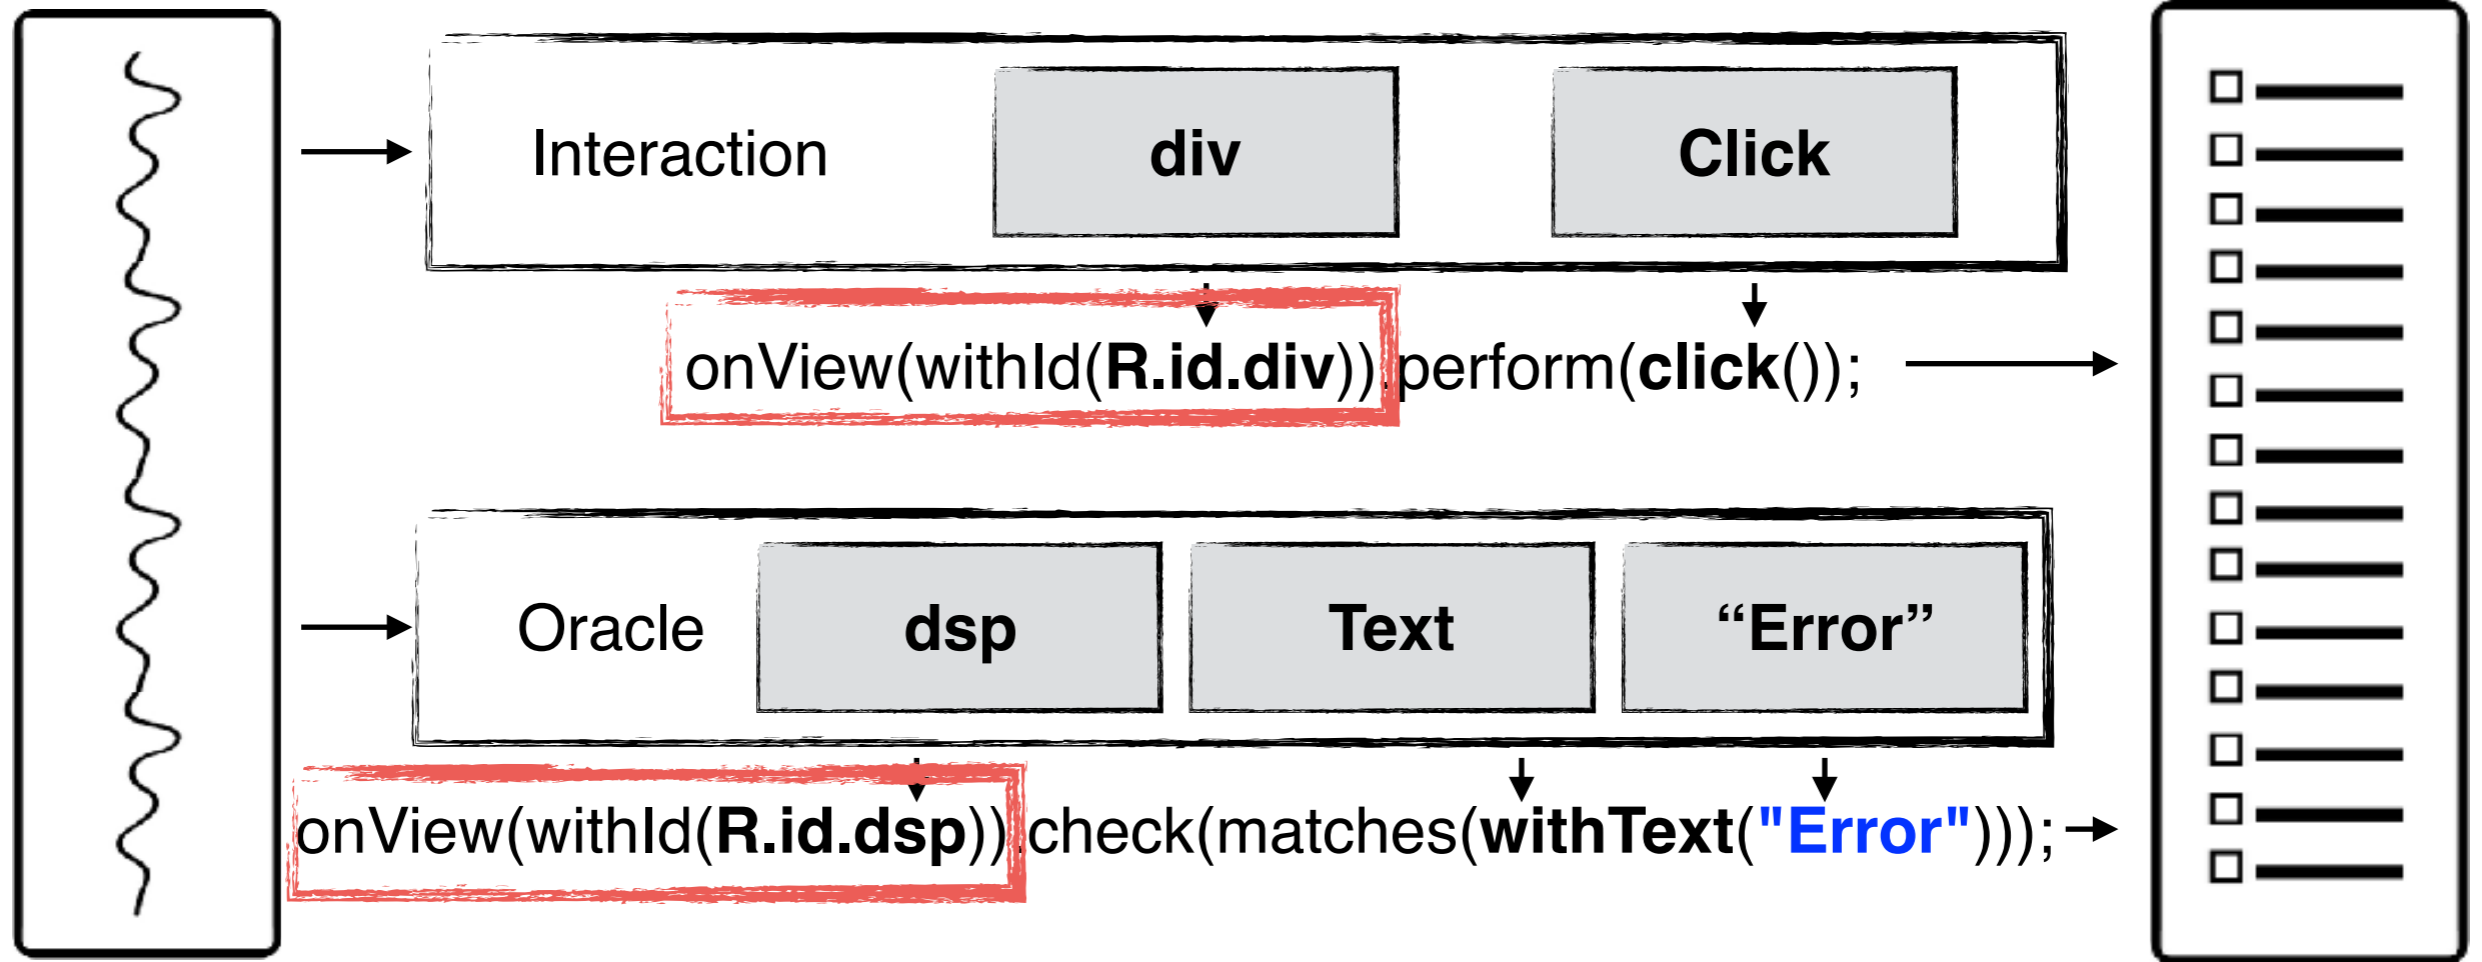 Interaction div Click
onView(withId(R.id.div)).perform(click());
Oracle dsp Text “Error”
onView(withId(R.id.dsp)).check(matches(withText("Error")));